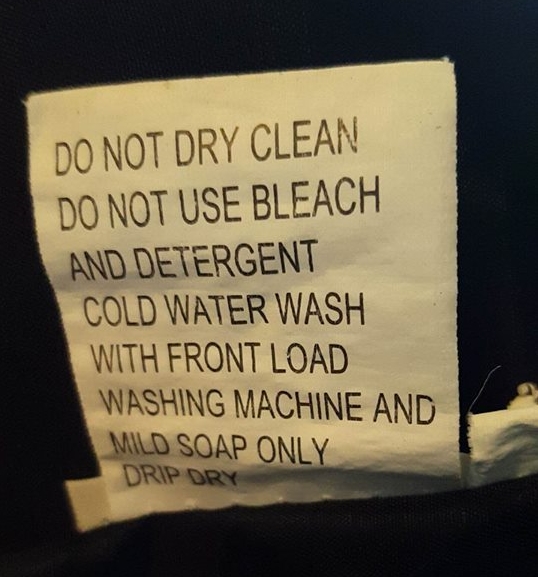 DO NOT DRY CLEAN
DO NOT USE BLEACH
AND DETERGENT
COLD WATER WASH
WITH FRONT LOAD
WASHING MACHINE AND
MILD SOAP ONLY
DRIP DRY